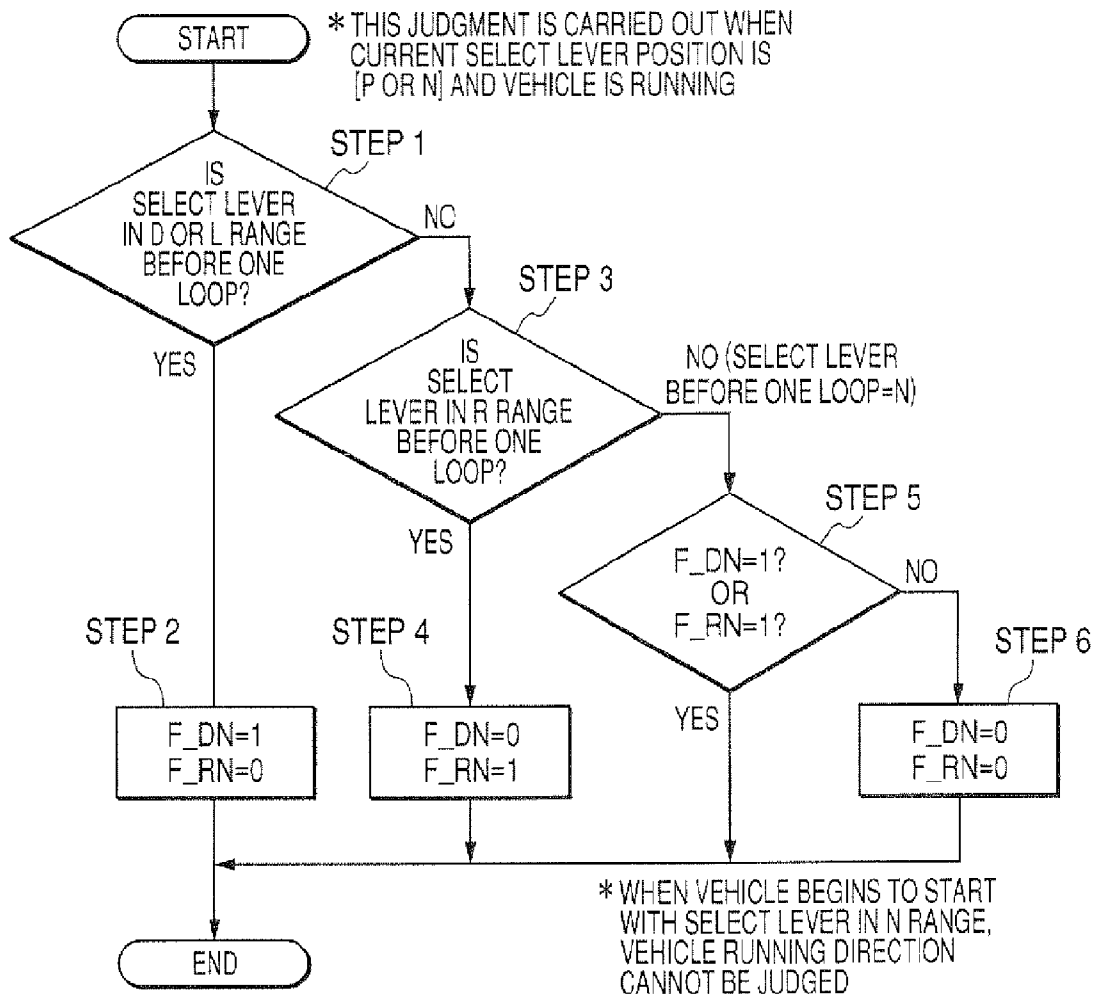 START
* THIS JUDGMENT IS CARRIED OUT WHEN
CURRENT SELECT LEVER POSITION IS
[P OR N] AND VEHICLE IS RUNNING
STEP 1
IS
SELECT LEVER
IN D OR L RANGE
BEFORE ONE
LOOP?
NO
YES
STEP 3
IS
SELECT
LEVER IN R RANGE
BEFORE ONE
LOOP?
NO (SELECT LEVER
BEFORE ONE LOOP=N)
YES
STEP 5
F_DN=1?
OR
F_RN=1?
NO
YES
STEP 2
F_DN=1
F_RN=0
STEP 4
F_DN=0
F_RN=1
STEP 6
F_DN=0
F_RN=0
* WHEN VEHICLE BEGINS TO START
WITH SELECT LEVER IN N RANGE,
VEHICLE RUNNING DIRECTION
CANNOT BE JUDGED
END